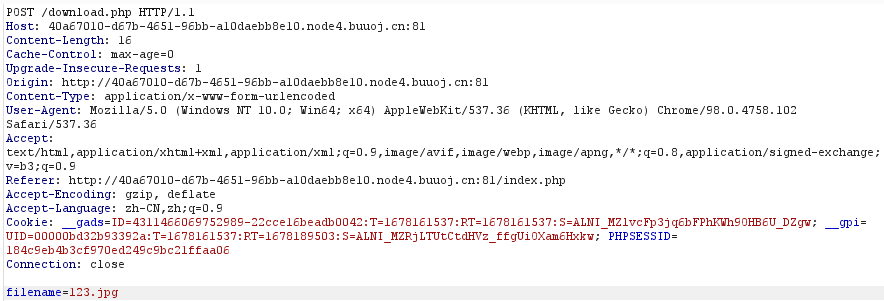 POST /download.php HTTP/1.1
Host: 40a67010-d67b-4651-96bb-a10daebb8e10.node4.buuoj.cn:81
Content-Length: 16
Cache-Control: max-age=0
Upgrade-Insecure-Requests: 1
Origin: http://40a67010-d67b-4651-96bb-a10daebb8e10.node4.buuoj.cn:81
Content-Type: application/x-www-form-urlencoded
User-Agent: Mozilla/5.0 (Windows NT 10.0; Win64; x64) AppleWebKit/537.36 (KHTML, like Gecko) Chrome/98.0.4758.102
Safari/537.36
Accept:
text/html,application/xhtml+xml,application/xml;q=0.9,image/avif,image/webp,image/apng,*/*;q=0.8,application/signed-exchange;
v=b3;q=0.9
Referer: http://40a67010-d67b-4651-96bb-a10daebb8e10.node4.buuoj.cn:81/index.php
Accept-Encoding: gzip, deflate
Accept-Language: zh-CN,zh;q=0.9
Cookie: __gads=ID=4311466069752989-22cce16beadb0042:T=1678161537:RT=1678161537:S=ALNI_MZ1vcFp3jq6bFPhKWh90HB6U_DZgw; __gpi=
UID=00000bd32b93392a:T=1678161537:RT=1678189503:S=ALNI_MZRjLTUtCtdHVz_ffgUi0Xam6Hxkw; PHPSESSID=
184c9eb4b3cf970ed249c9bc21ffaa06
Connection: close
filename=123.jpg